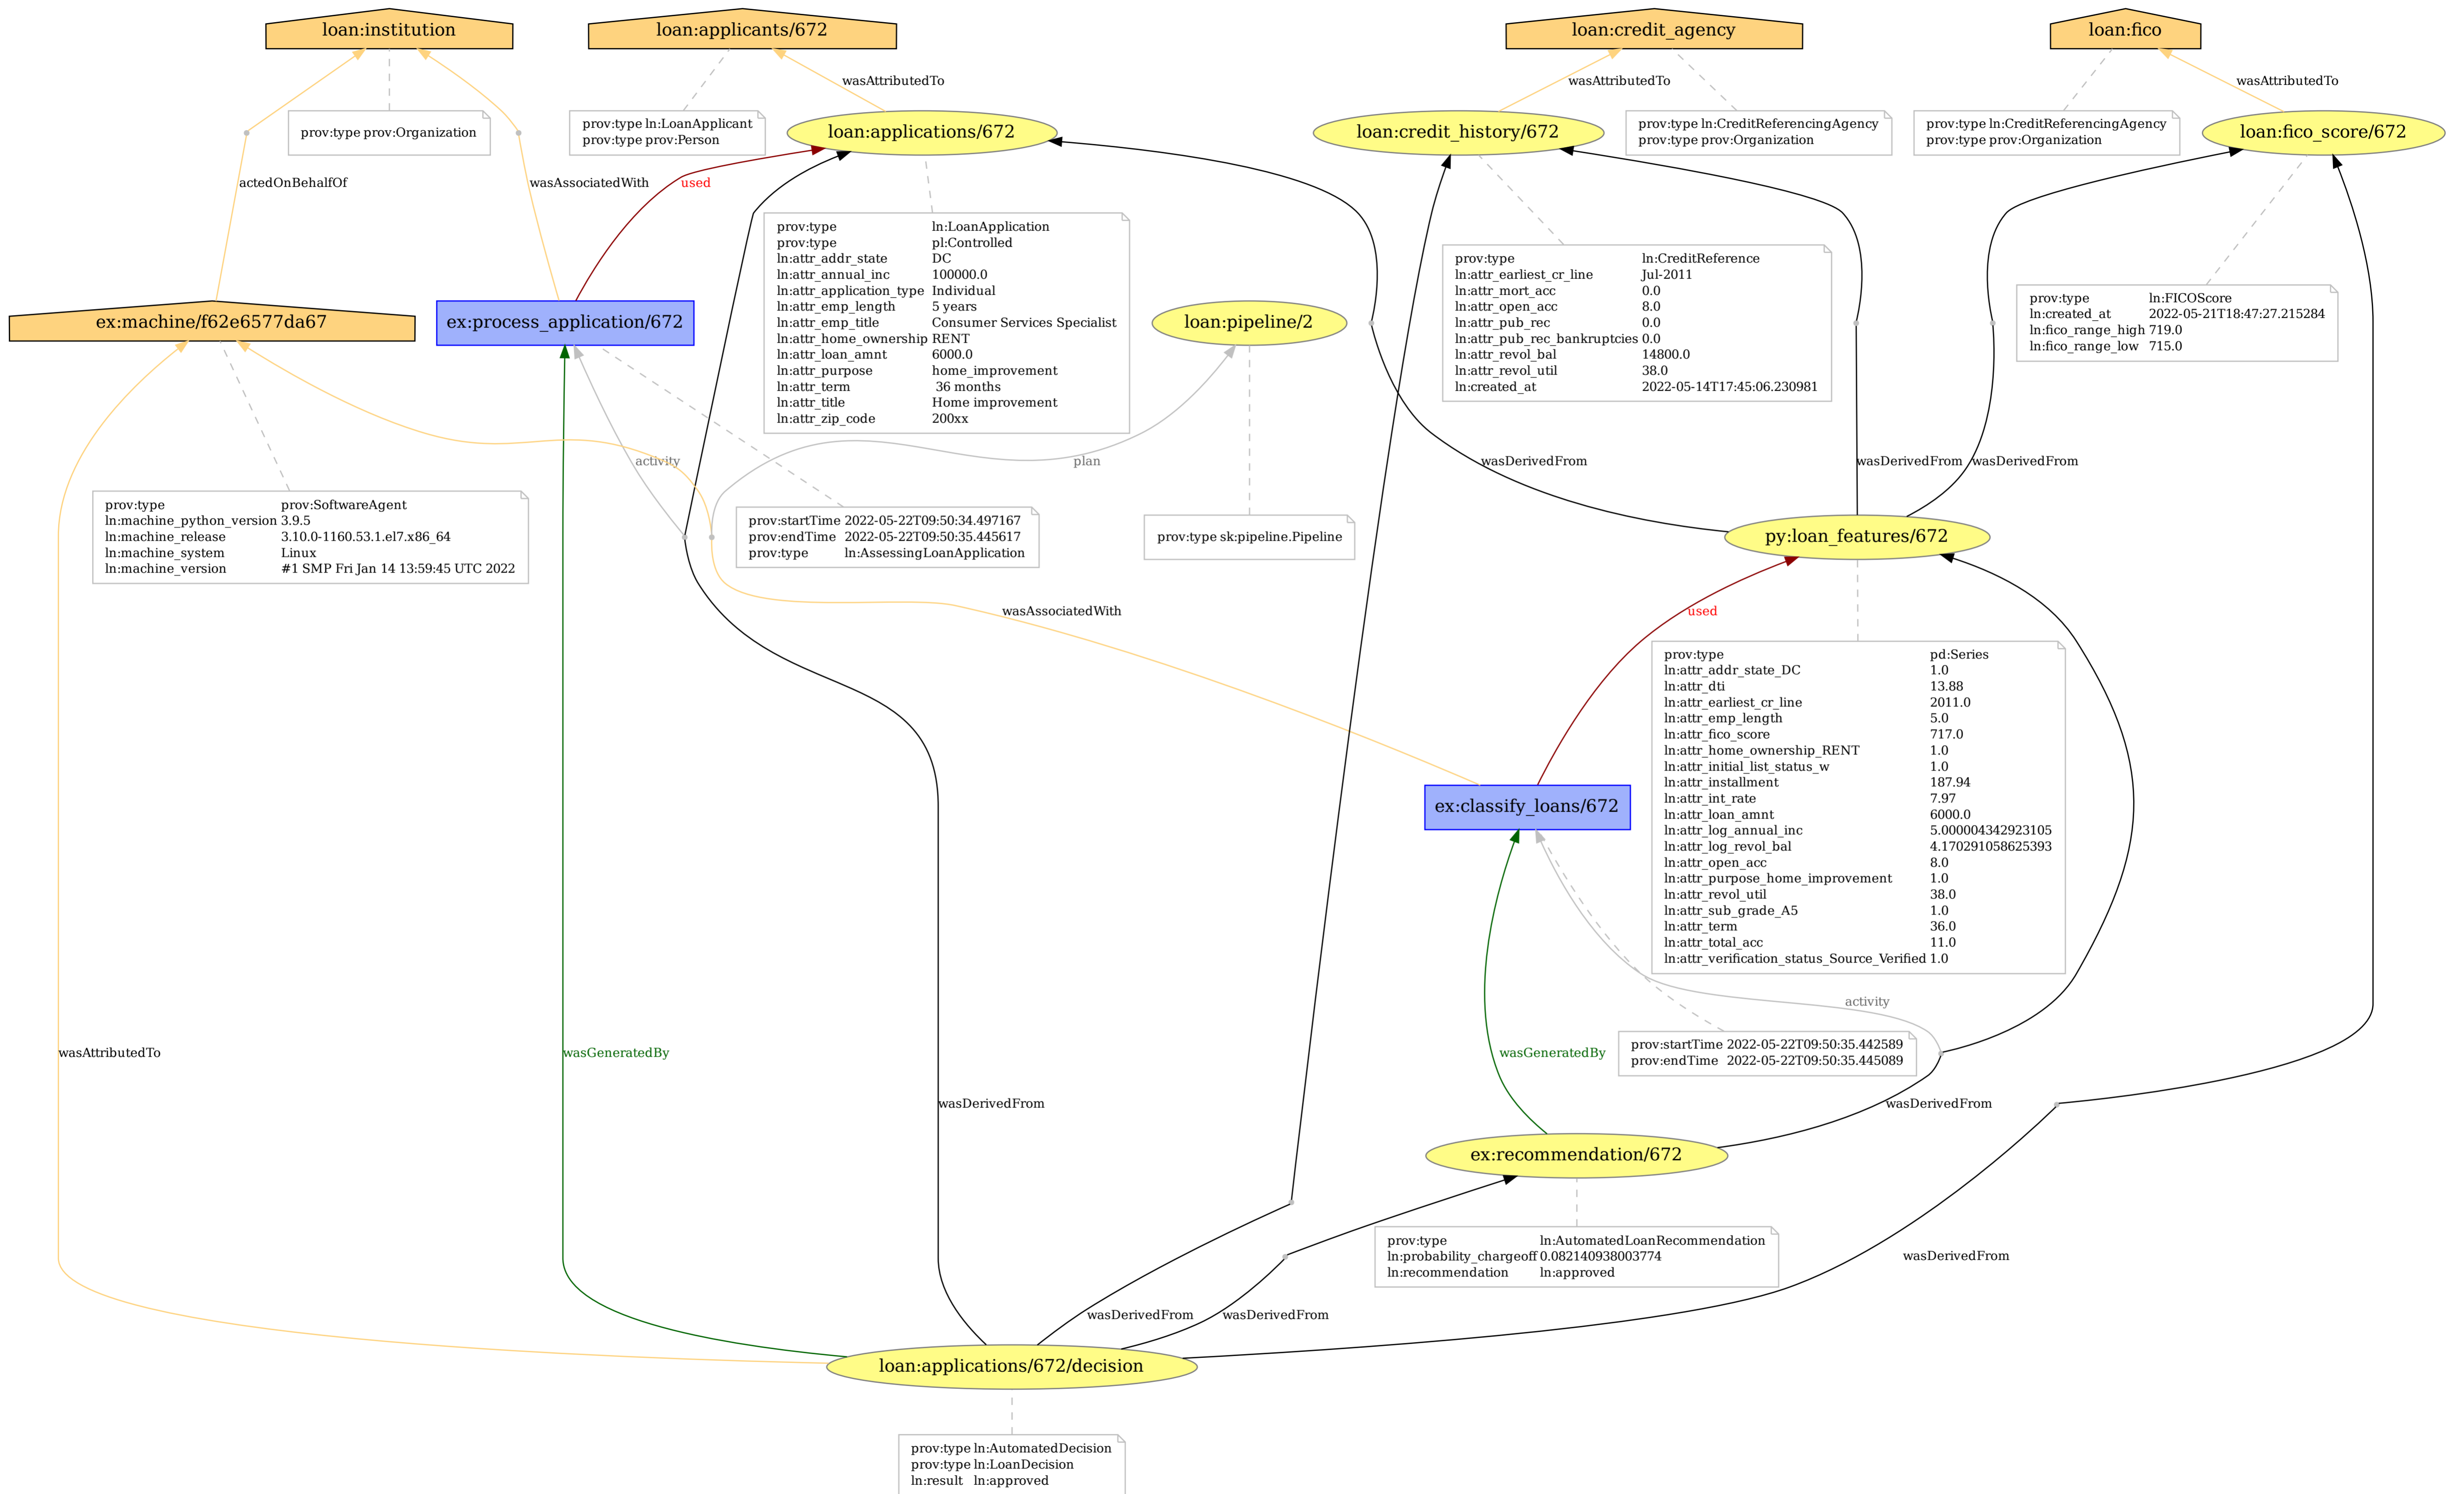 loan:institution
loan:applicants/672
loan:credit_agency
loan:fico
wasAttributedTo
wasAttributedTo
wasAttributedTo
prov:type prov:Organization
prov:type ln:LoanApplicant
prov:type prov:Person
loan:applications/672
loan:credit_history/672
prov:type ln:CreditReferencingAgency
prov:type prov:Organization
prov:type ln:CreditReferencingAgency
prov:type prov:Organization
loan:fico_score/672
actedOnBehalfOf
wasAssociatedWith
used
prov:type ln:LoanApplication
prov:type pl:Controlled
ln:attr_addr_state DC
ln:attr_annual_inc 100000.0
ln:attr_application_type Individual
ln:attr_emp_length 5 years
ln:attr_emp_title Consumer Services Specialist
ln:attr_home_ownership RENT
ln:attr_loan_amnt 6000.0
ln:attr_purpose home_improvement
ln:attr_term 36 months
ln:attr_title Home improvement
ln:attr_zip_code 200xx
prov:type ln:CreditReference
ln:attr_earliest_cr_line Jul-2011
ln:attr_mort_acc 0.0
ln:attr_open_acc 8.0
ln:attr_pub_rec 0.0
ln:attr_pub_rec_bankruptcies 0.0
ln:attr_revol_bal 14800.0
ln:attr_revol_util 38.0
ln:created_at 2022-05-14T17:45:06.230981
prov:type ln:FICOScore
ln:created_at 2022-05-21T18:47:27.215284
ln:fico_range_high 719.0
ln:fico_range_low 715.0
ex:machine/f62e6577da67
ex:process_application/672
loan:pipeline/2
activity
plan
wasDerivedFrom
wasDerivedFrom
wasDerivedFrom
prov:type prov:SoftwareAgent
ln:machine_python_version 3.9.5
ln:machine_release 3.10.0-1160.53.1.el7.x86_64
ln:machine_system Linux
ln:machine_version #1 SMP Fri Jan 14 13:59:45 UTC 2022
prov:startTime 2022-05-22T09:50:34.497167
prov:endTime 2022-05-22T09:50:35.445617
prov:type ln:AssessingLoanApplication
prov:type sk:pipeline.Pipeline
py:loan_features/672
wasAssociatedWith
used
prov:type pd:Series
ln:attr_addr_state_DC 1.0
ln:attr_dti 13.88
ln:attr_earliest_cr_line 2011.0
ln:attr_emp_length 5.0
ln:attr_fico_score 717.0
ln:attr_home_ownership_RENT 1.0
ln:attr_initial_list_status_w 1.0
ln:attr_installment 187.94
ln:attr_int_rate 7.97
ln:attr_loan_amnt 6000.0
ln:attr_log_annual_inc 5.000004342923105
ln:attr_log_revol_bal 4.170291058625393
ln:attr_open_acc 8.0
ln:attr_purpose_home_improvement 1.0
ln:attr_revol_util 38.0
ln:attr_sub_grade_A5 1.0
ln:attr_term 36.0
ln:attr_total_acc 11.0
ln:attr_verification_status_Source_Verified 1.0
ex:classify_loans/672
activity
wasAttributedTo
wasGeneratedBy
wasGeneratedBy
prov:startTime 2022-05-22T09:50:35.442589
prov:endTime 2022-05-22T09:50:35.445089
wasDerivedFrom
wasDerivedFrom
ex:recommendation/672
prov:type ln:AutomatedLoanRecommendation
ln:probability_chargeoff 0.082140938003774
ln:recommendation ln:approved
wasDerivedFrom
wasDerivedFrom
wasDerivedFrom
loan:applications/672/decision
prov:type ln:AutomatedDecision
prov:type ln:LoanDecision
ln:result ln:approved